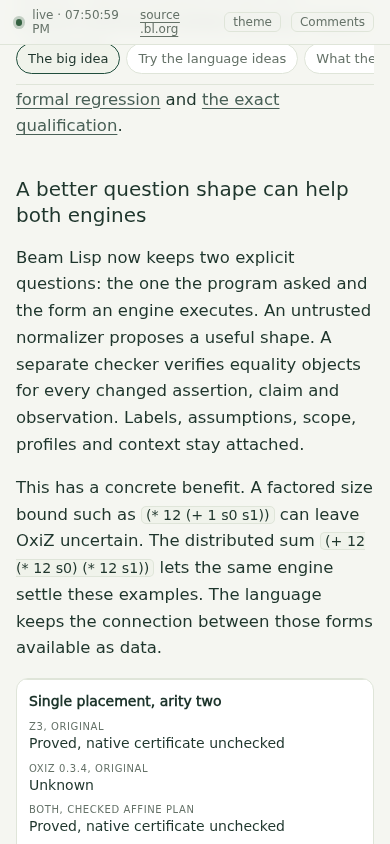 live · 07:50:59 PM
source .bl.org
theme
Comments
The big idea
Try the language ideas
What the
formal regression and the exact
qualification.
A better question shape can help
both engines
Beam Lisp now keeps two explicit
questions: the one the program asked and
the form an engine executes. An untrusted
normalizer proposes a useful shape. A
separate checker verifies equality objects
for every changed assertion, claim and
observation. Labels, assumptions, scope,
profiles and context stay attached.
This has a concrete benefit. A factored size
bound such as (* 12 (+ 1 s0 s1)) can leave
OxiZ uncertain. The distributed sum (+ 12
(* 12 s0) (* 12 s1)) lets the same engine
settle these examples. The language
keeps the connection between those forms
available as data.
Single placement, arity two
Z3, ORIGINAL
Proved, native certificate unchecked
OXIZ 0.3.4, ORIGINAL
Unknown
BOTH, CHECKED AFFINE PLAN
Proved, native certificate unchecked